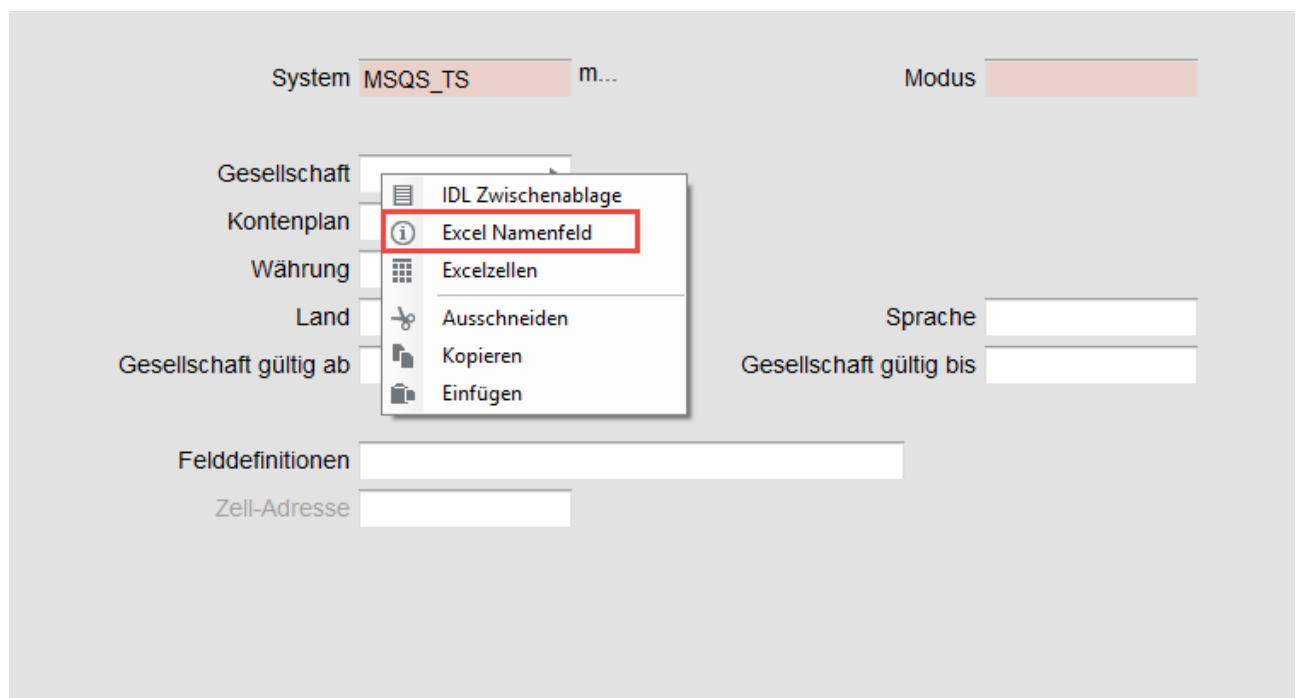 System MSQS_TS m... Modus
Gesellschaft
IDL Zwischenablage
Kontenplan
Excel Namenfeld
Währung
Excelzellen
Land
Ausschneiden
Sprache
Gesellschaft gültig ab
Kopieren
Gesellschaft gültig bis
Einfügen
Felddefinitionen
Zell-Adresse